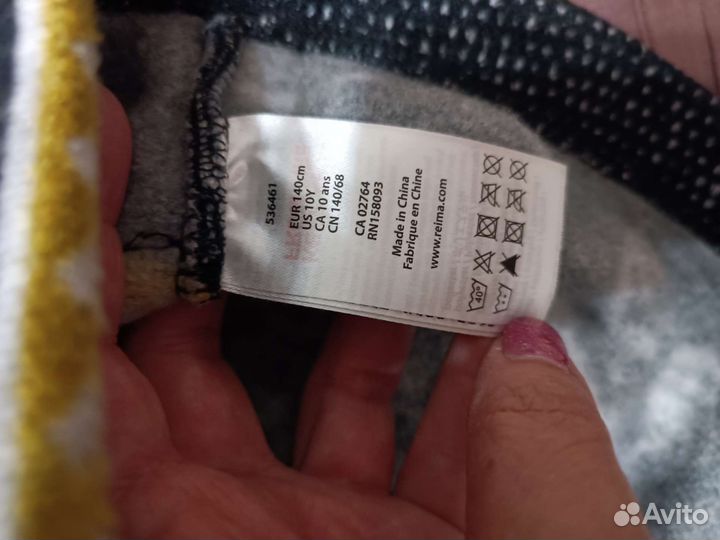 536461
EUR 140cm
US 10Y
CA 10 ans
CN 140/68
CA 02764
RN158093
Made in China
Fabriqué en Chine
www.reima.com
40°
Avito